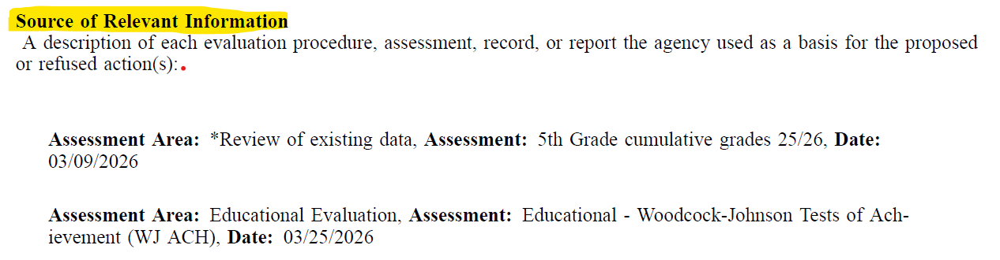 Source of Relevant Information
A description of each evaluation procedure, assessment, record, or report the agency used as a basis for the proposed
or refused action(s):.
Assessment Area: *Review of existing data, Assessment: 5th Grade cumulative grades 25/26, Date:
03/09/2026
Assessment Area: Educational Evaluation, Assessment: Educational - Woodcock-Johnson Tests of Ach-
ievement (WJ ACH), Date: 03/25/2026